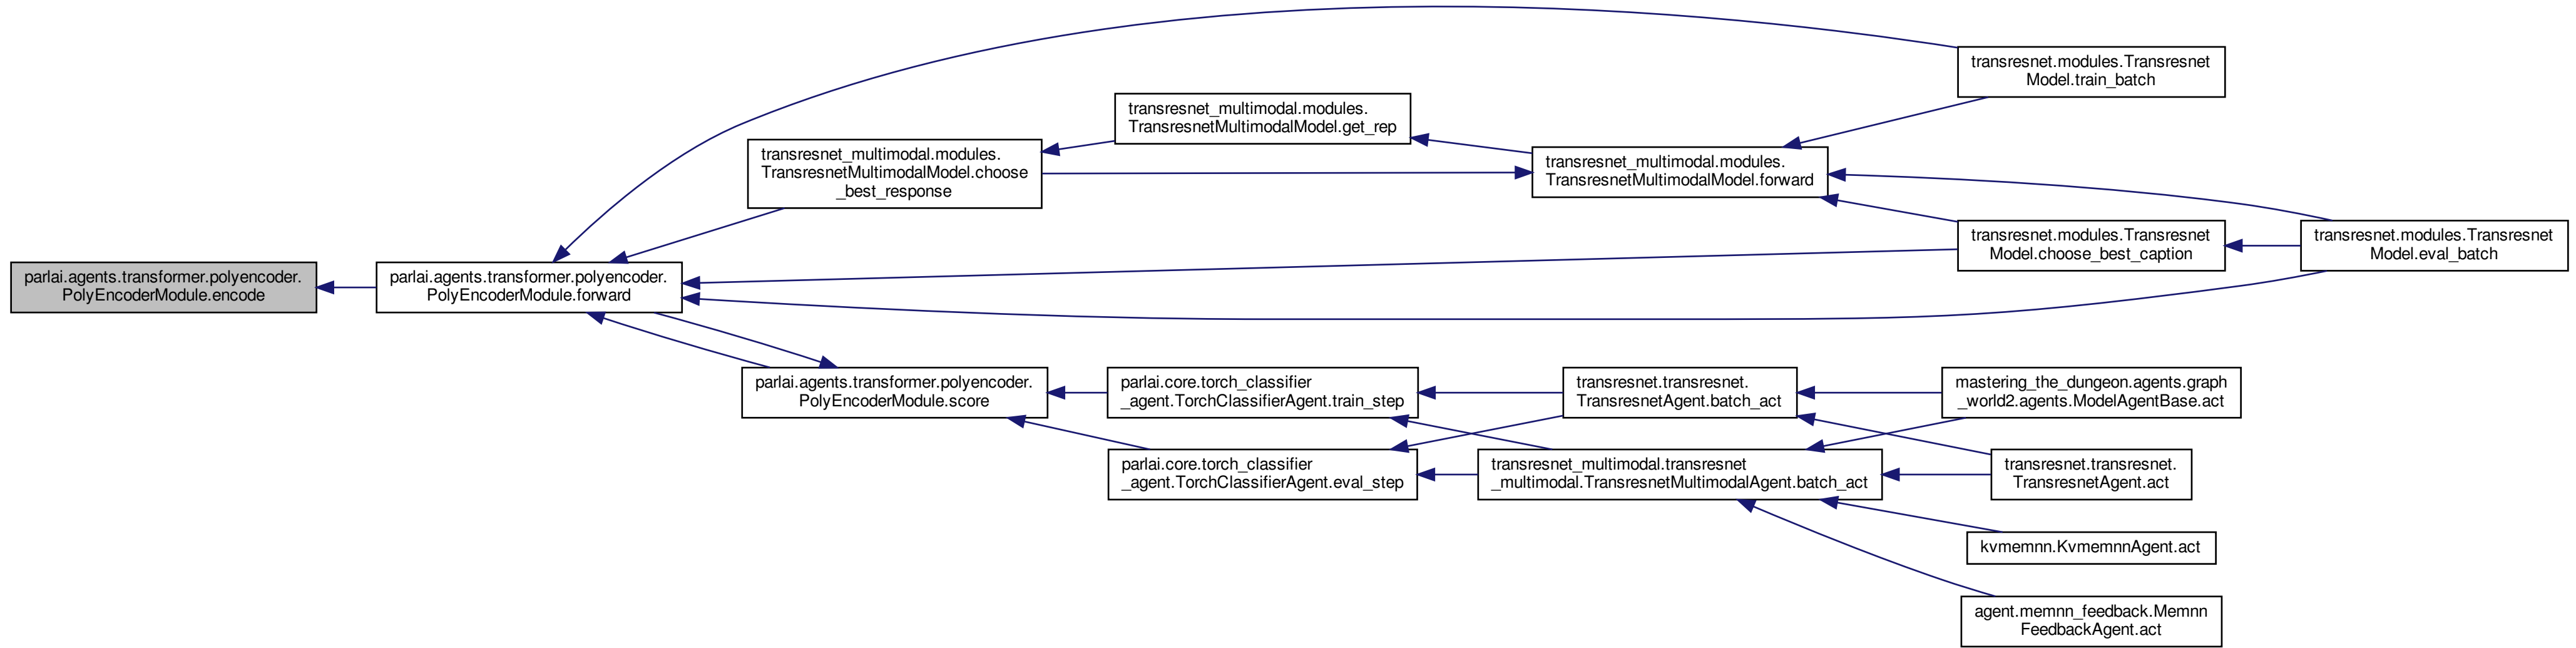 parlai.agents.transformer.polyencoder.
PolyEncoderModule.encode
parlai.agents.transformer.polyencoder.
PolyEncoderModule.forward
transresnet.modules.Transresnet
Model.train_batch
transresnet_multimodal.modules.
TransresnetMultimodalModel.get_rep
transresnet_multimodal.modules.
TransresnetMultimodalModel.choose
_best_response
transresnet_multimodal.modules.
TransresnetMultimodalModel.forward
transresnet.modules.Transresnet
Model.choose_best_caption
transresnet.modules.Transresnet
Model.eval_batch
parlai.agents.transformer.polyencoder.
PolyEncoderModule.score
parlai.core.torch_classifier
_agent.TorchClassifierAgent.train_step
transresnet.transresnet.
TransresnetAgent.batch_act
mastering_the_dungeon.agents.graph
_world2.agents.ModelAgentBase.act
parlai.core.torch_classifier
_agent.TorchClassifierAgent.eval_step
transresnet_multimodal.transresnet
_multimodal.TransresnetMultimodalAgent.batch_act
transresnet.transresnet.
TransresnetAgent.act
kvmemnn.KvmemnnAgent.act
agent.memnn_feedback.Memnn
FeedbackAgent.act